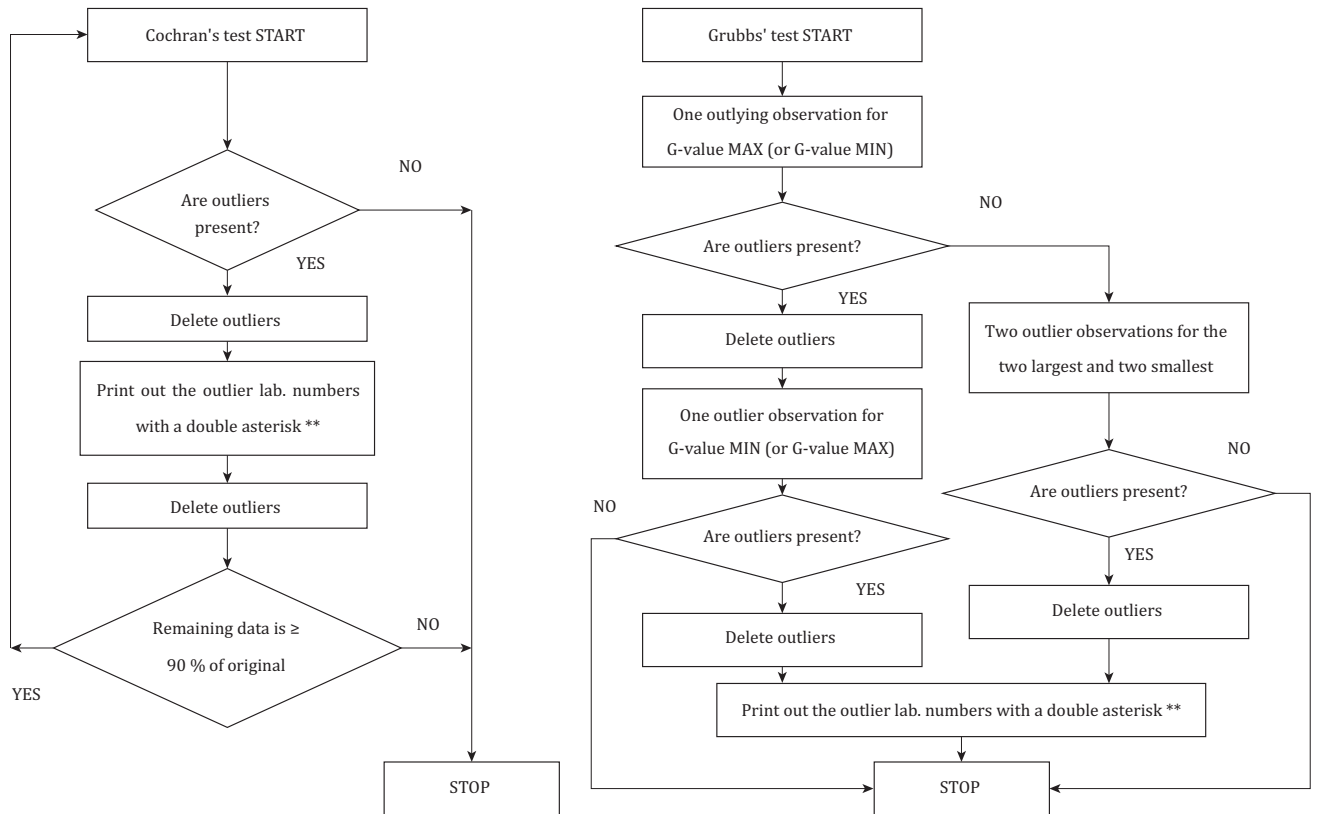 Cochran's test START
NO
Are outliers
present?
YES
Delete outliers
Print out the outlier lab. numbers
with a double asterisk **
Delete outliers
Remaining data is ≥
90 % of original
NO
YES
STOP
Grubbs' test START
One outlying observation for
G-value MAX (or G-value MIN)
NO
Are outliers present?
YES
Delete outliers
One outlier observation for
G-value MIN (or G-value MAX)
NO
Are outliers present?
YES
Delete outliers
Two outlier observations for the
two largest and two smallest
NO
Are outliers present?
YES
Delete outliers
Print out the outlier lab. numbers with a double asterisk **
STOP